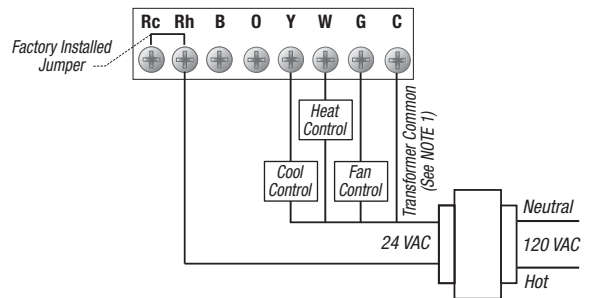 Rc Rh B O Y W G C
Factory Installed
Jumper
Heat
Control
Cool
Control
Fan
Control
Transformer Common
(See NOTE 1)
24 VAC
Neutral
120 VAC
Hot